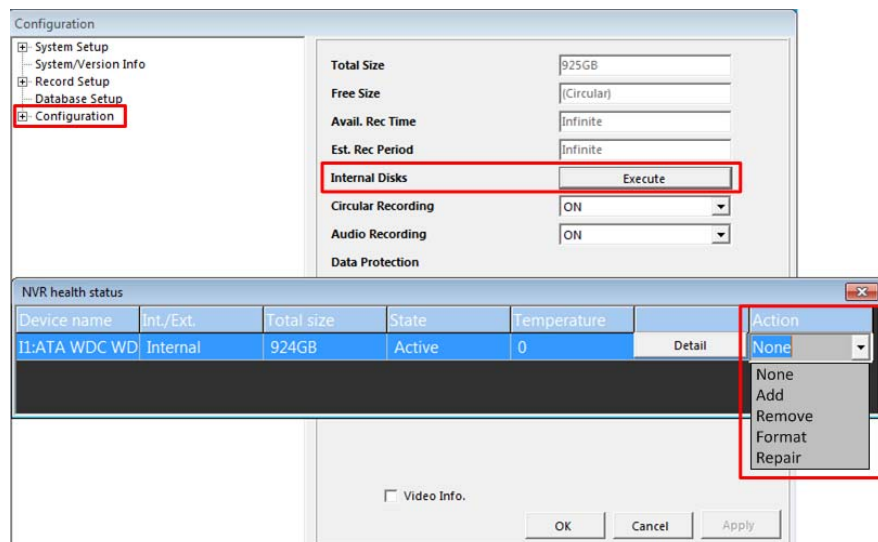 Configuration
System Setup
System/Version Info
Record Setup
Database Setup
Configuration
Total Size 925GB
Free Size (Circular)
Avail. Rec Time Infinite
Est. Rec Period Infinite
Internal Disks Execute
Circular Recording ON
Audio Recording ON
Data Protection
NVR health status
Device name Int./Ext. Total size State Temperature Action
I1:ATA WDC WD Internal 924GB Active 0 Detail None
None
Add
Remove
Format
Repair
Video Info.
OK Cancel Apply